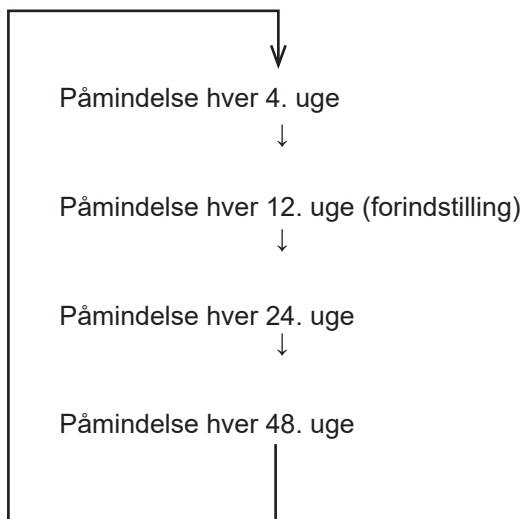 Påmindelse hver 4. uge
↓
Påmindelse hver 12. uge (forindstilling)
↓
Påmindelse hver 24. uge
↓
Påmindelse hver 48. uge